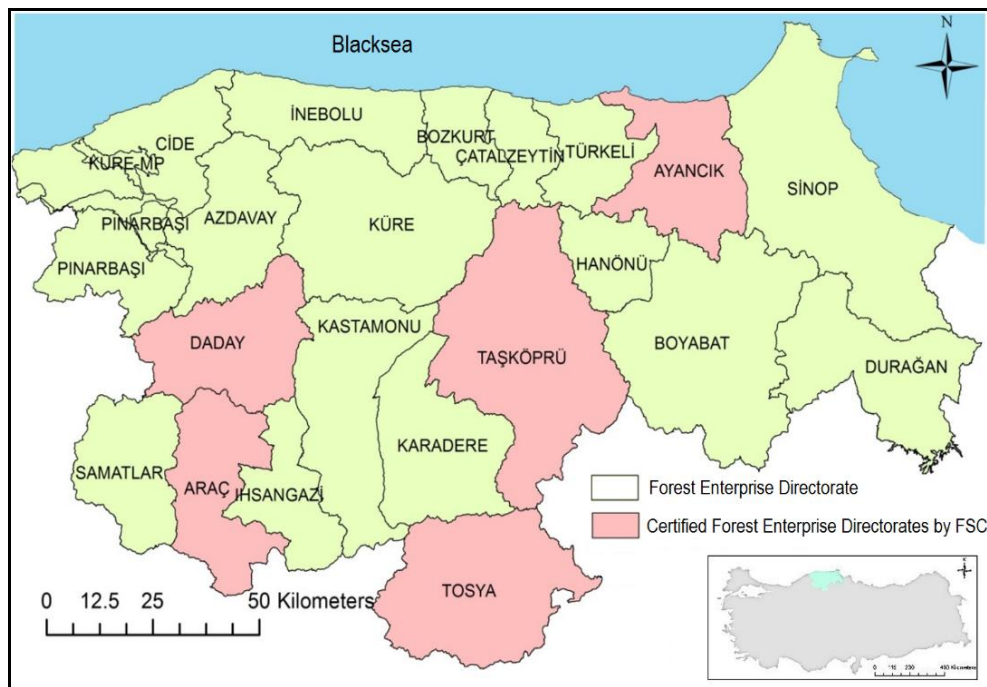 Blacksea
N
İNEBOLU
BOZKURT
CİDE
ÇATALZEYTİN
TÜRKELİ
KÜRE-MP
AYANCIK
SİNOP
AZDAVAY
PINARBAŞI
KÜRE
HANÖNÜ
PINARBAŞI
KASTAMONU
DADAY
TAŞKÖPRÜ
BOYABAT
DURAĞAN
KARADERE
SAMATLAR
ARAÇ
IHSANGAZİ
Forest Enterprise Directorate
Certified Forest Enterprise Directorates by FSC
TOSYA
0 12.5 25 50 Kilometers